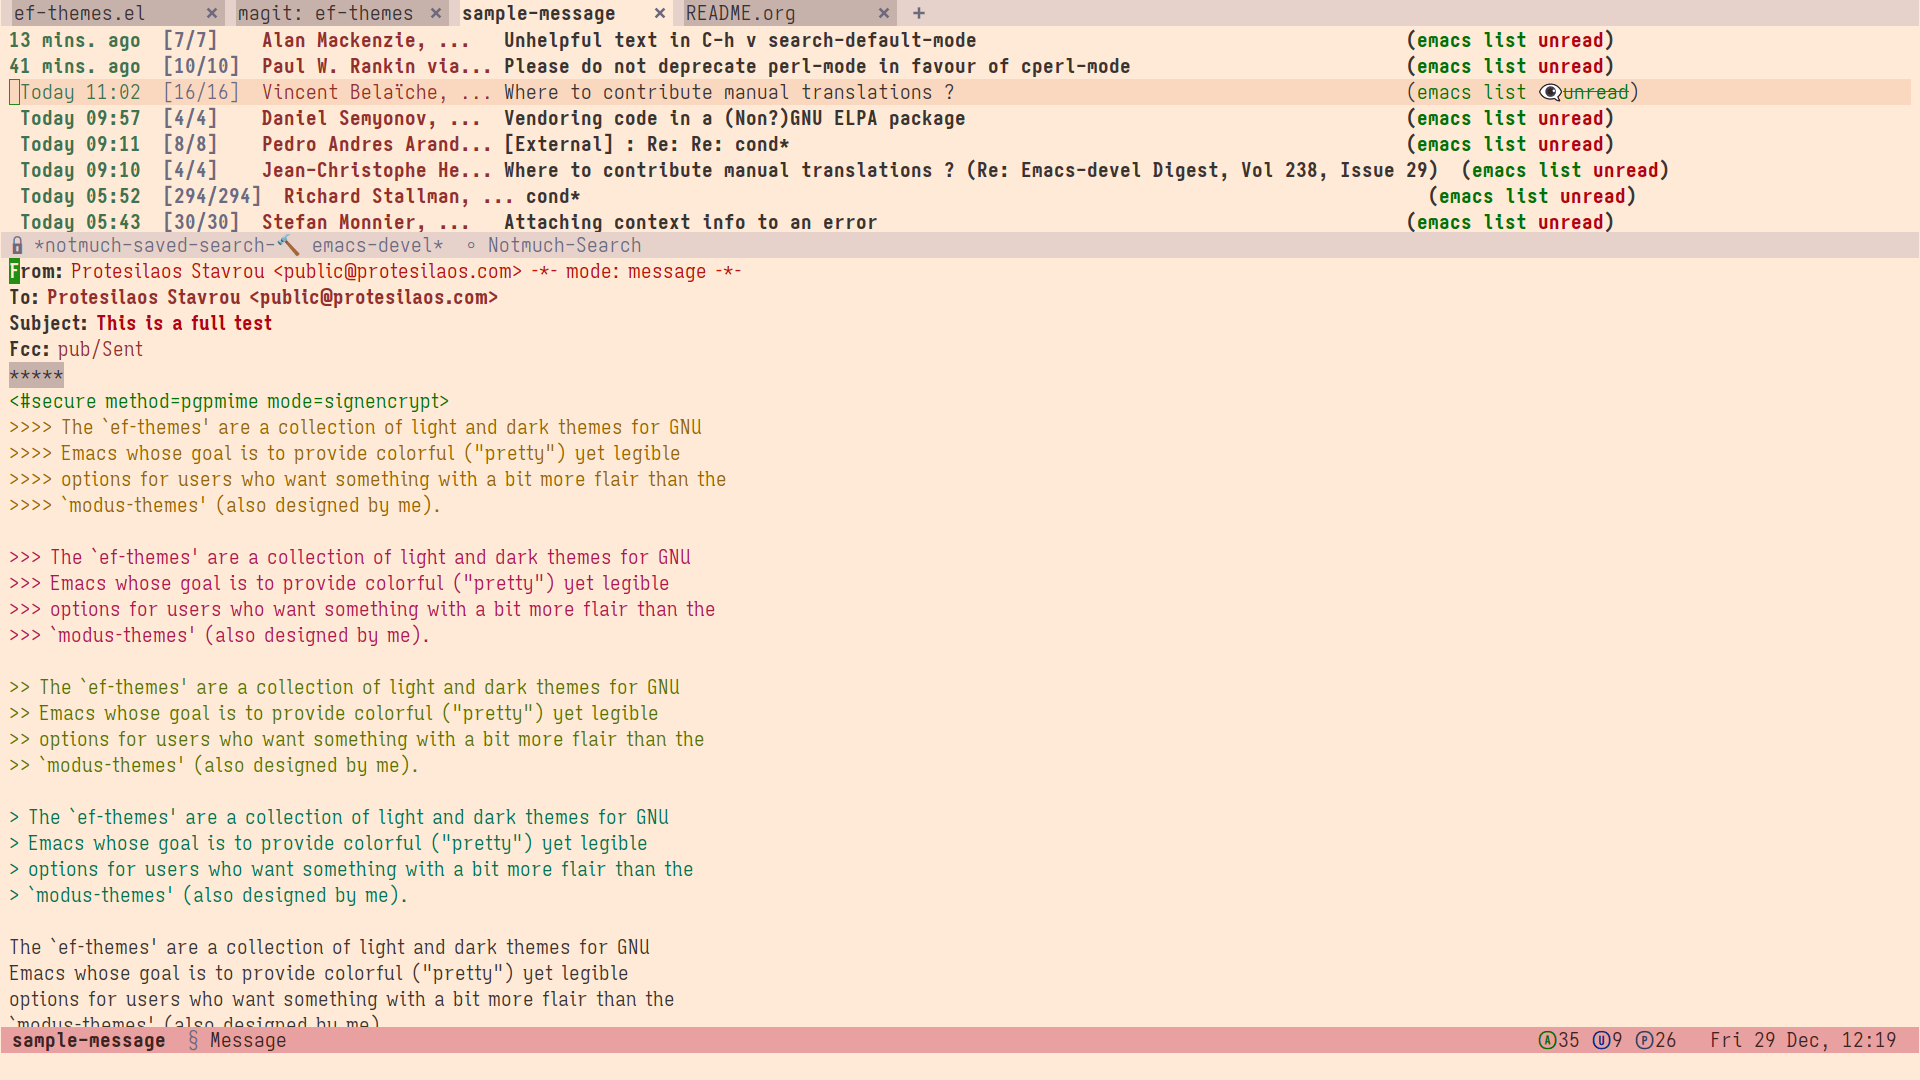 ef-themes.el × magit: ef-themes × sample-message × README.org × +
13 mins. ago [7/7] Alan Mackenzie, ... Unhelpful text in C-h v search-default-mode (emacs list unread)
41 mins. ago [10/10] Paul W. Rankin via... Please do not deprecate perl-mode in favour of cperl-mode (emacs list unread)
Today 11:02 [16/16] Vincent Belaïche, ... Where to contribute manual translations ? (emacs list unread)
Today 09:57 [4/4] Daniel Semyonov, ... Vendoring code in a (Non?)GNU ELPA package (emacs list unread)
Today 09:11 [8/8] Pedro Andres Arand... [External] : Re: Re: cond* (emacs list unread)
Today 09:10 [4/4] Jean-Christophe He... Where to contribute manual translations ? (Re: Emacs-devel Digest, Vol 238, Issue 29) (emacs list unread)
Today 05:52 [294/294] Richard Stallman, ... cond* (emacs list unread)
Today 05:43 [30/30] Stefan Monnier, ... Attaching context info to an error (emacs list unread)
*notmuch-saved-search-🔨 emacs-devel* ◦ Notmuch-Search
From: Protesilaos Stavrou <public@protesilaos.com> -*- mode: message -*-
To: Protesilaos Stavrou <public@protesilaos.com>
Subject: This is a full test
Fcc: pub/Sent
*****
<#secure method=pgpmime mode=signencrypt>
>>>> The `ef-themes' are a collection of light and dark themes for GNU
>>>> Emacs whose goal is to provide colorful ("pretty") yet legible
>>>> options for users who want something with a bit more flair than the
>>>> `modus-themes' (also designed by me).
>>> The `ef-themes' are a collection of light and dark themes for GNU
>>> Emacs whose goal is to provide colorful ("pretty") yet legible
>>> options for users who want something with a bit more flair than the
>>> `modus-themes' (also designed by me).
>> The `ef-themes' are a collection of light and dark themes for GNU
>> Emacs whose goal is to provide colorful ("pretty") yet legible
>> options for users who want something with a bit more flair than the
>> `modus-themes' (also designed by me).
> The `ef-themes' are a collection of light and dark themes for GNU
> Emacs whose goal is to provide colorful ("pretty") yet legible
> options for users who want something with a bit more flair than the
> `modus-themes' (also designed by me).
The `ef-themes' are a collection of light and dark themes for GNU
Emacs whose goal is to provide colorful ("pretty") yet legible
options for users who want something with a bit more flair than the
`modus-themes' (also designed by me)
sample-message § Message Ⓐ35 Ⓤ9 Ⓟ26 Fri 29 Dec, 12:19